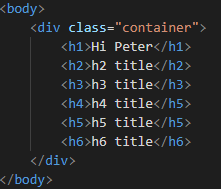 <body>
<div class="container">
<h1>Hi Peter</h1>
<h2>h2 title</h2>
<h3>h3 title</h3>
<h4>h4 title</h5>
<h5>h5 title</h5>
<h6>h6 title</h6>
</div>
</body>